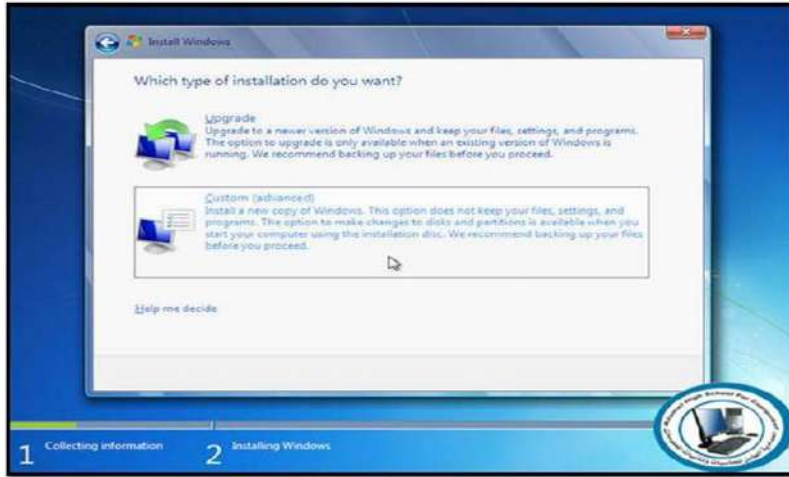 Install Windows
Which type of installation do you want?
Upgrade
Upgrade to a newer version of Windows and keep your files, settings, and programs.
The option to upgrade is only available when an existing version of Windows is
running. We recommend backing up your files before you proceed.
Custom (advanced)
Install a new copy of Windows. This option does not keep your files, settings, and
programs. The option to make changes to disks and partitions is available when you
start your computer using the installation disc. We recommend backing up your files
before you proceed.
Help me decide
1 Collecting information
2 Installing Windows
High School For Computer